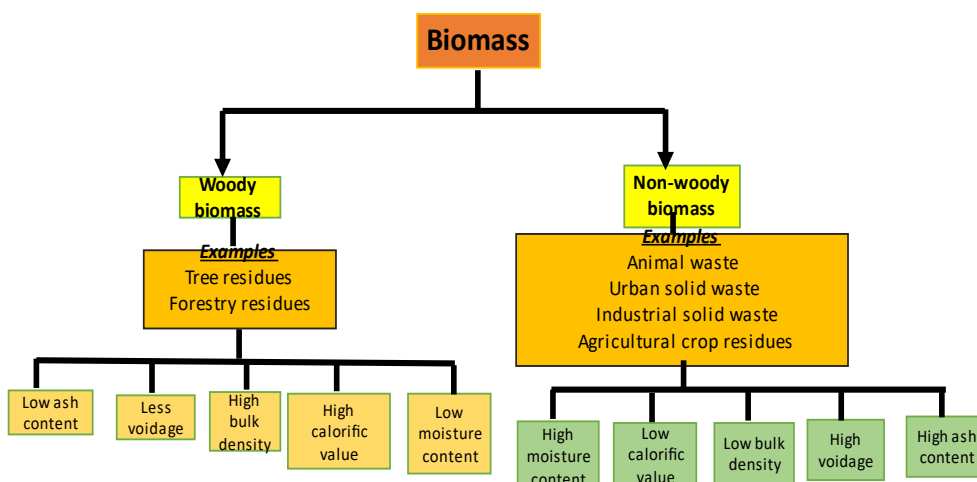 Biomass
Woody
biomass
Non-woody
biomass
Examples
Tree residues
Forestry residues
Examples
Animal waste
Urban solid waste
Industrial solid waste
Agricultural crop residues
Low ash
content
Less
voidage
High
bulk
density
High
calorific
value
Low
moisture
content
High
moisture
content
Low
calorific
value
Low bulk
density
High
voidage
High ash
content